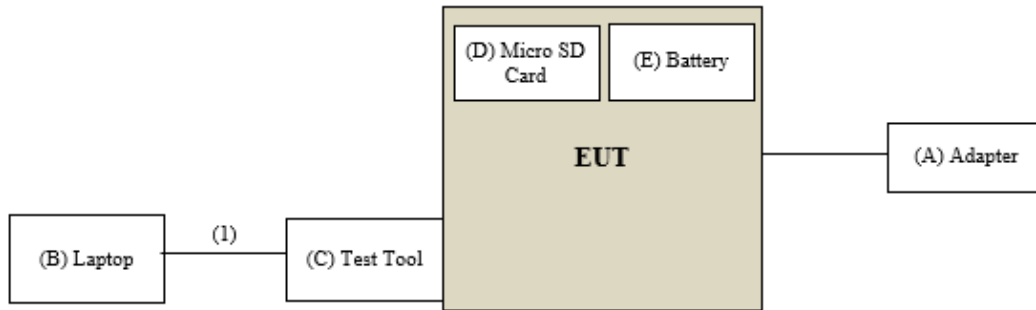 (D) Micro SD
Card
(E) Battery
EUT
(A) Adapter
(1)
(B) Laptop
(C) Test Tool